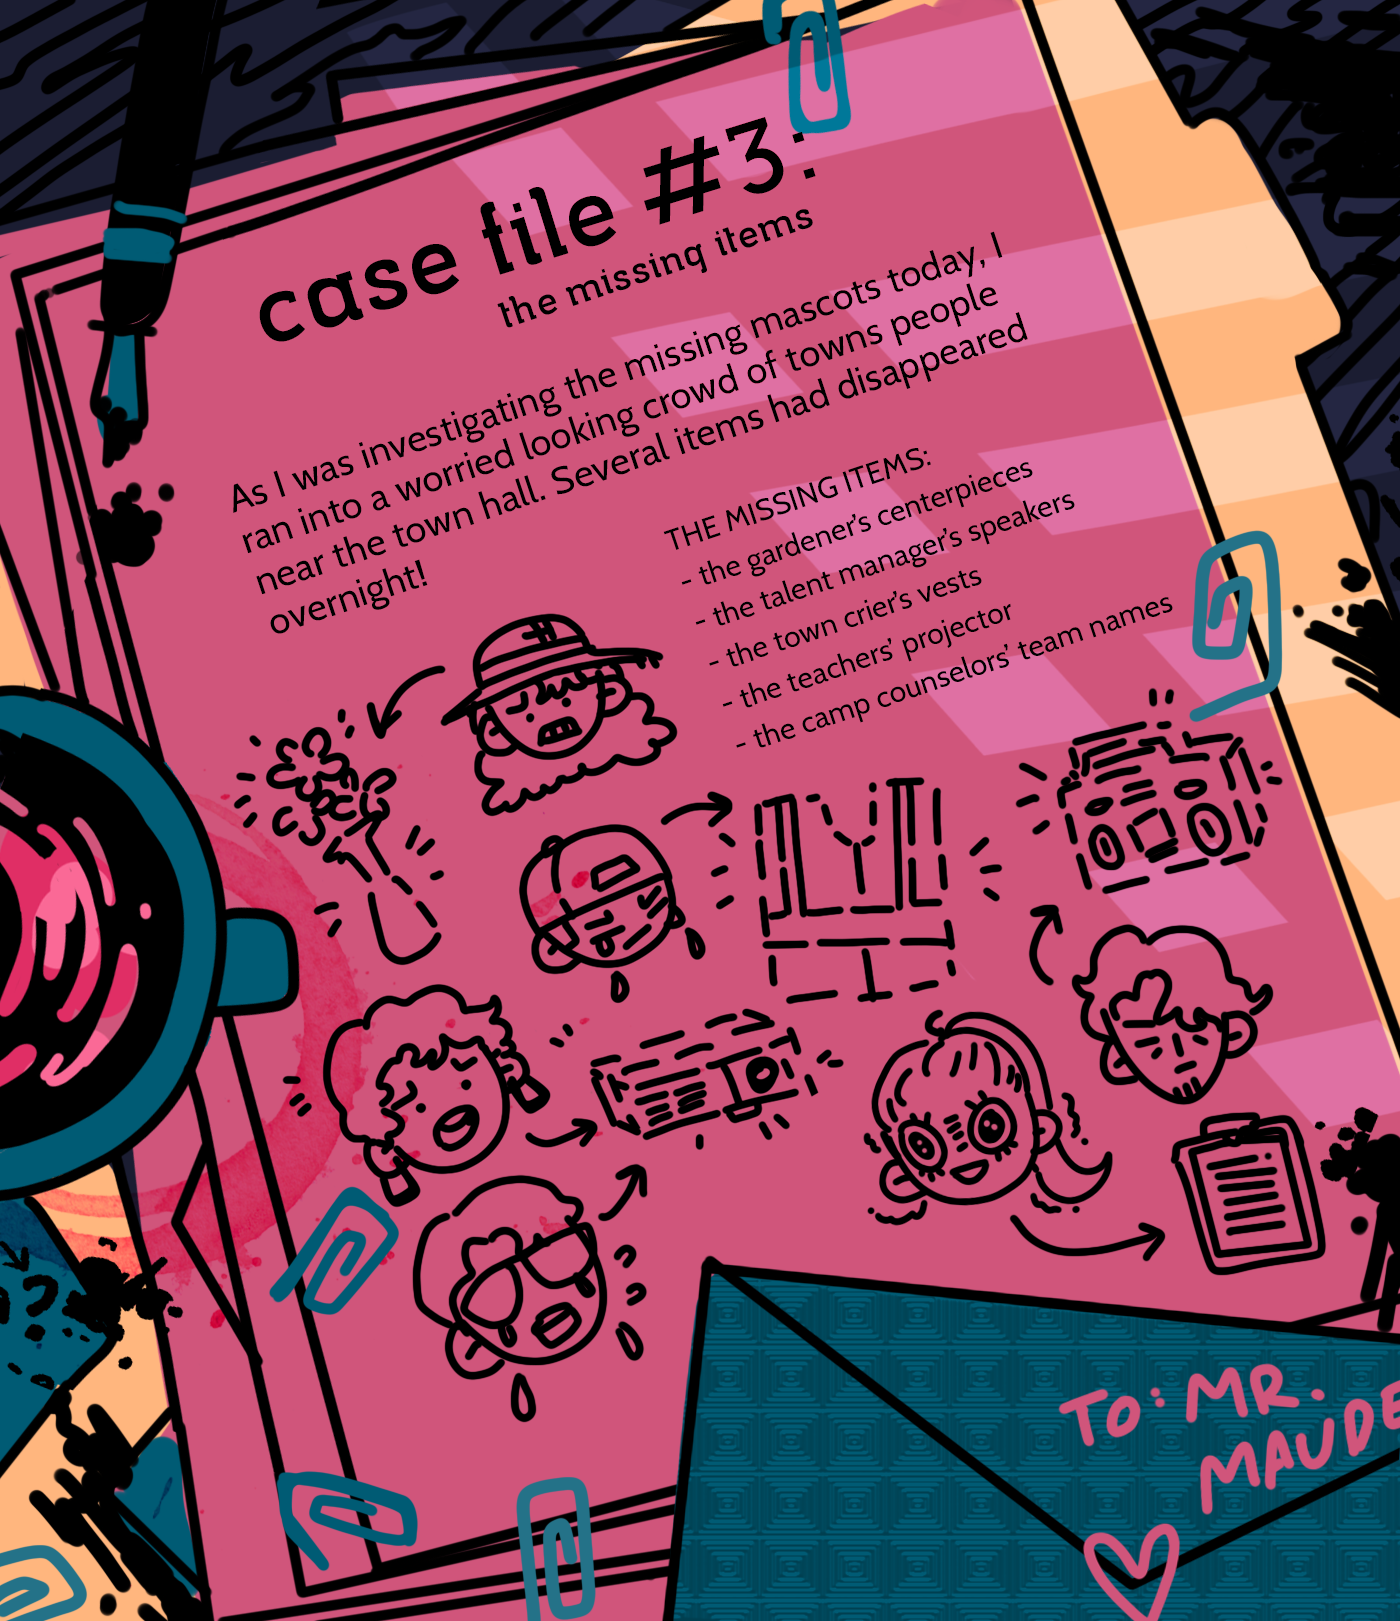 case file #3:
the missing items
As I was investigating the missing mascots today, I
ran into a worried looking crowd of towns people
near the town hall. Several items had disappeared
overnight!
THE MISSING ITEMS:
- the gardener's centerpieces
- the talent manager's speakers
- the town crier's vests
- the teachers' projector
- the camp counselors' team names
TO: MR.
MAUDE